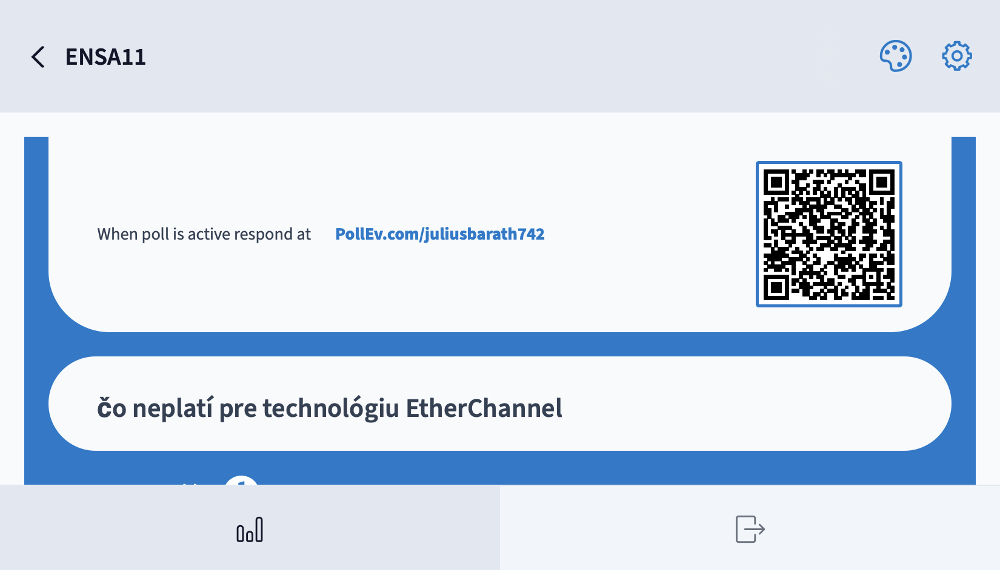 ENSA11
When poll is active respond at PollEv.com/juliusbarath742
čo neplatí pre technológiu EtherChannel